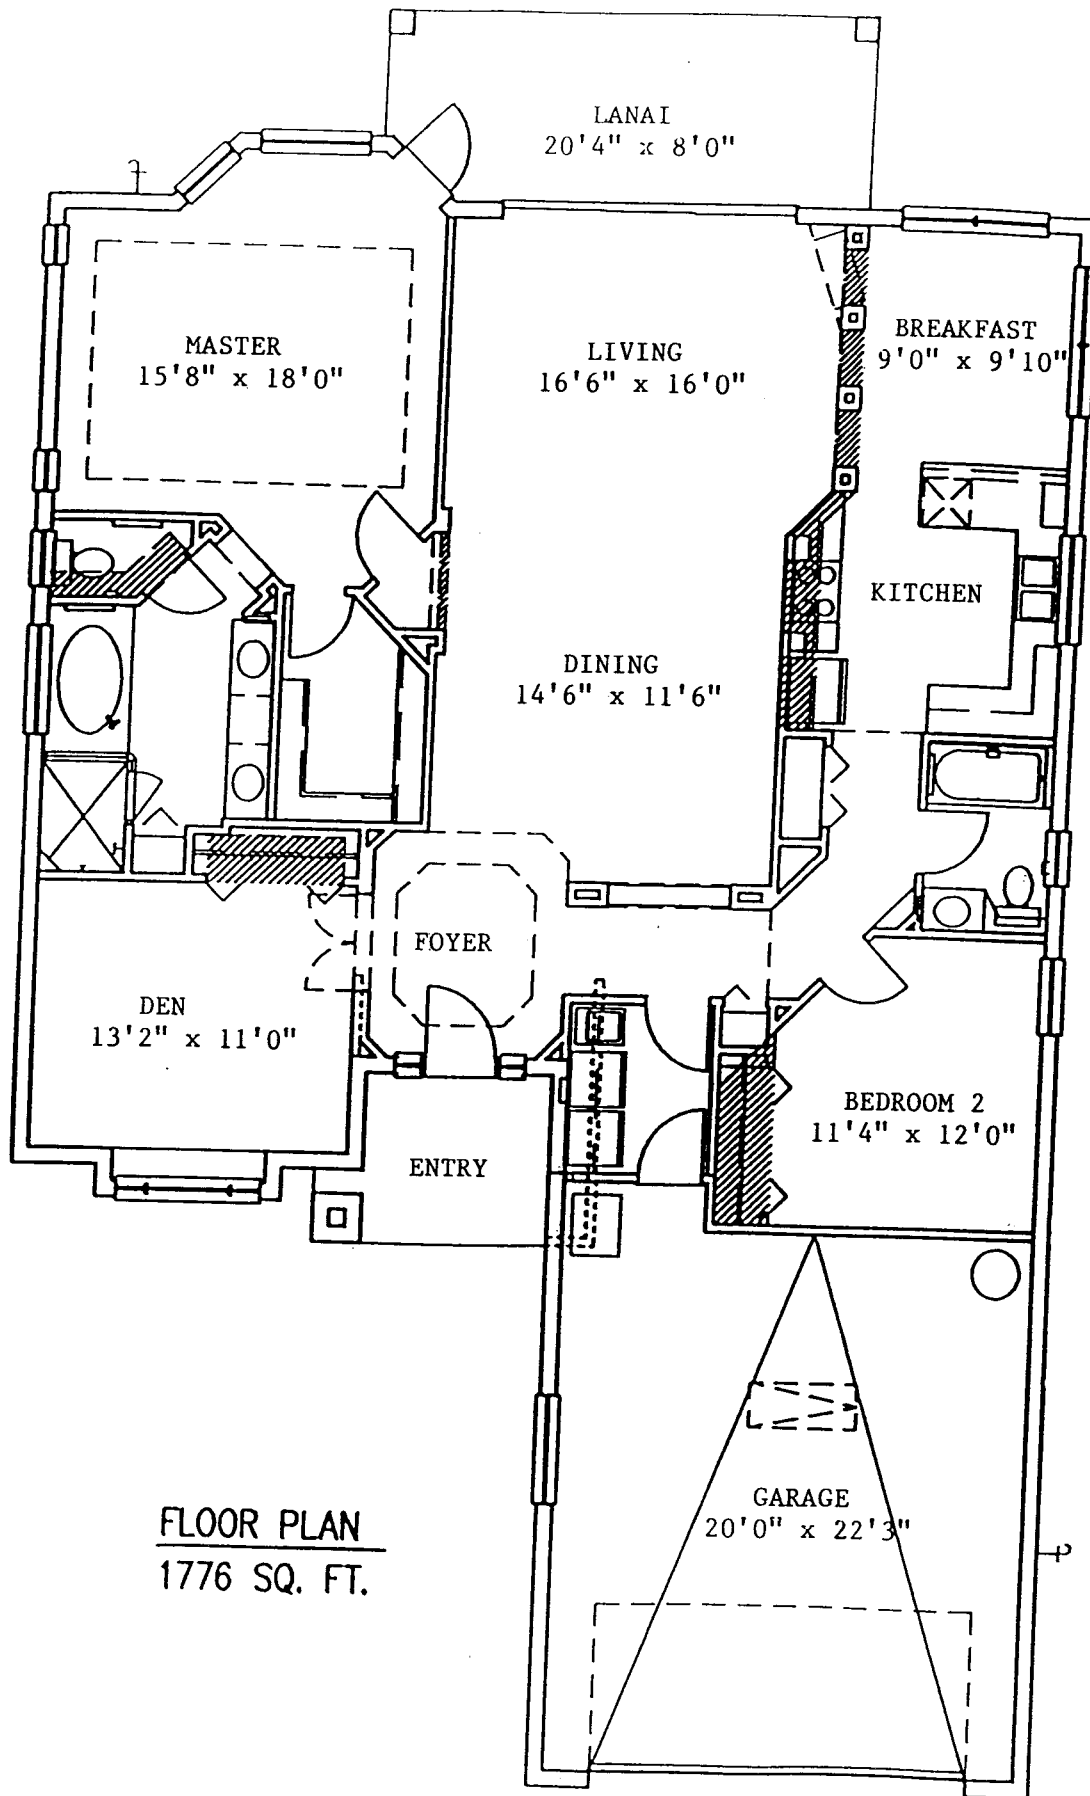 LANAI
20'4" x 8'0"
MASTER
15'8" x 18'0"
LIVING
16'6" x 16'0"
BREAKFAST
9'0" x 9'10"
KITCHEN
DINING
14'6" x 11'6"
FOYER
DEN
13'2" x 11'0"
BEDROOM 2
11'4" x 12'0"
ENTRY
GARAGE
20'0" x 22'3"
FLOOR PLAN
1776 SQ. FT.